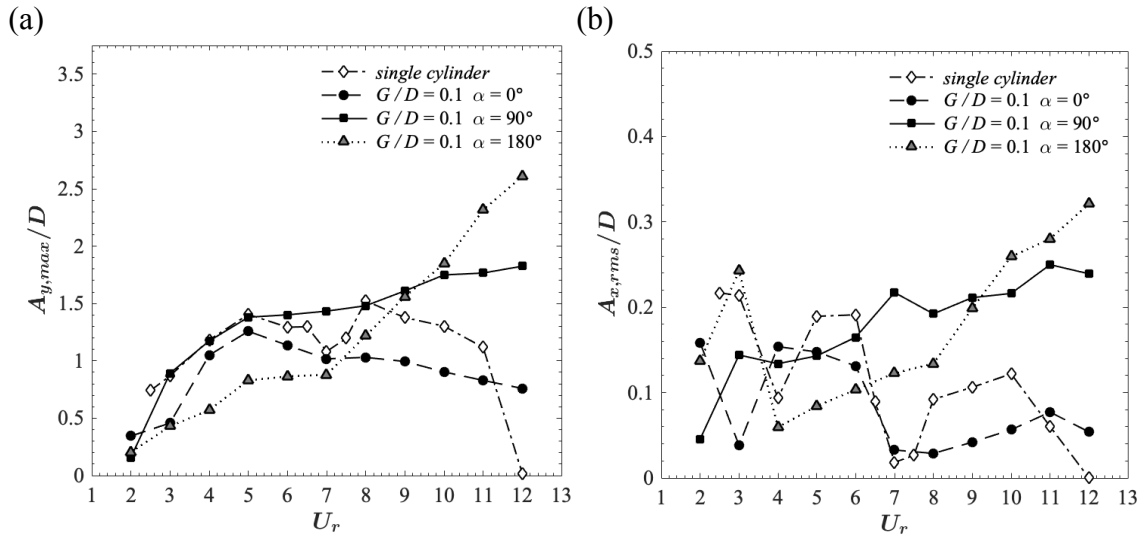 (a)
3.5
3
2.5
2
1.5
1
0.5
0
A_{y,max}/D
1 2 3 4 5 6 7 8 9 10 11 12 13
U_r
single cylinder
G/D = 0.1 α = 0°
G/D = 0.1 α = 90°
G/D = 0.1 α = 180°
(b)
0.5
0.4
0.3
0.2
0.1
0
A_{x,rms}/D
1 2 3 4 5 6 7 8 9 10 11 12 13
U_r
single cylinder
G/D = 0.1 α = 0°
G/D = 0.1 α = 90°
G/D = 0.1 α = 180°